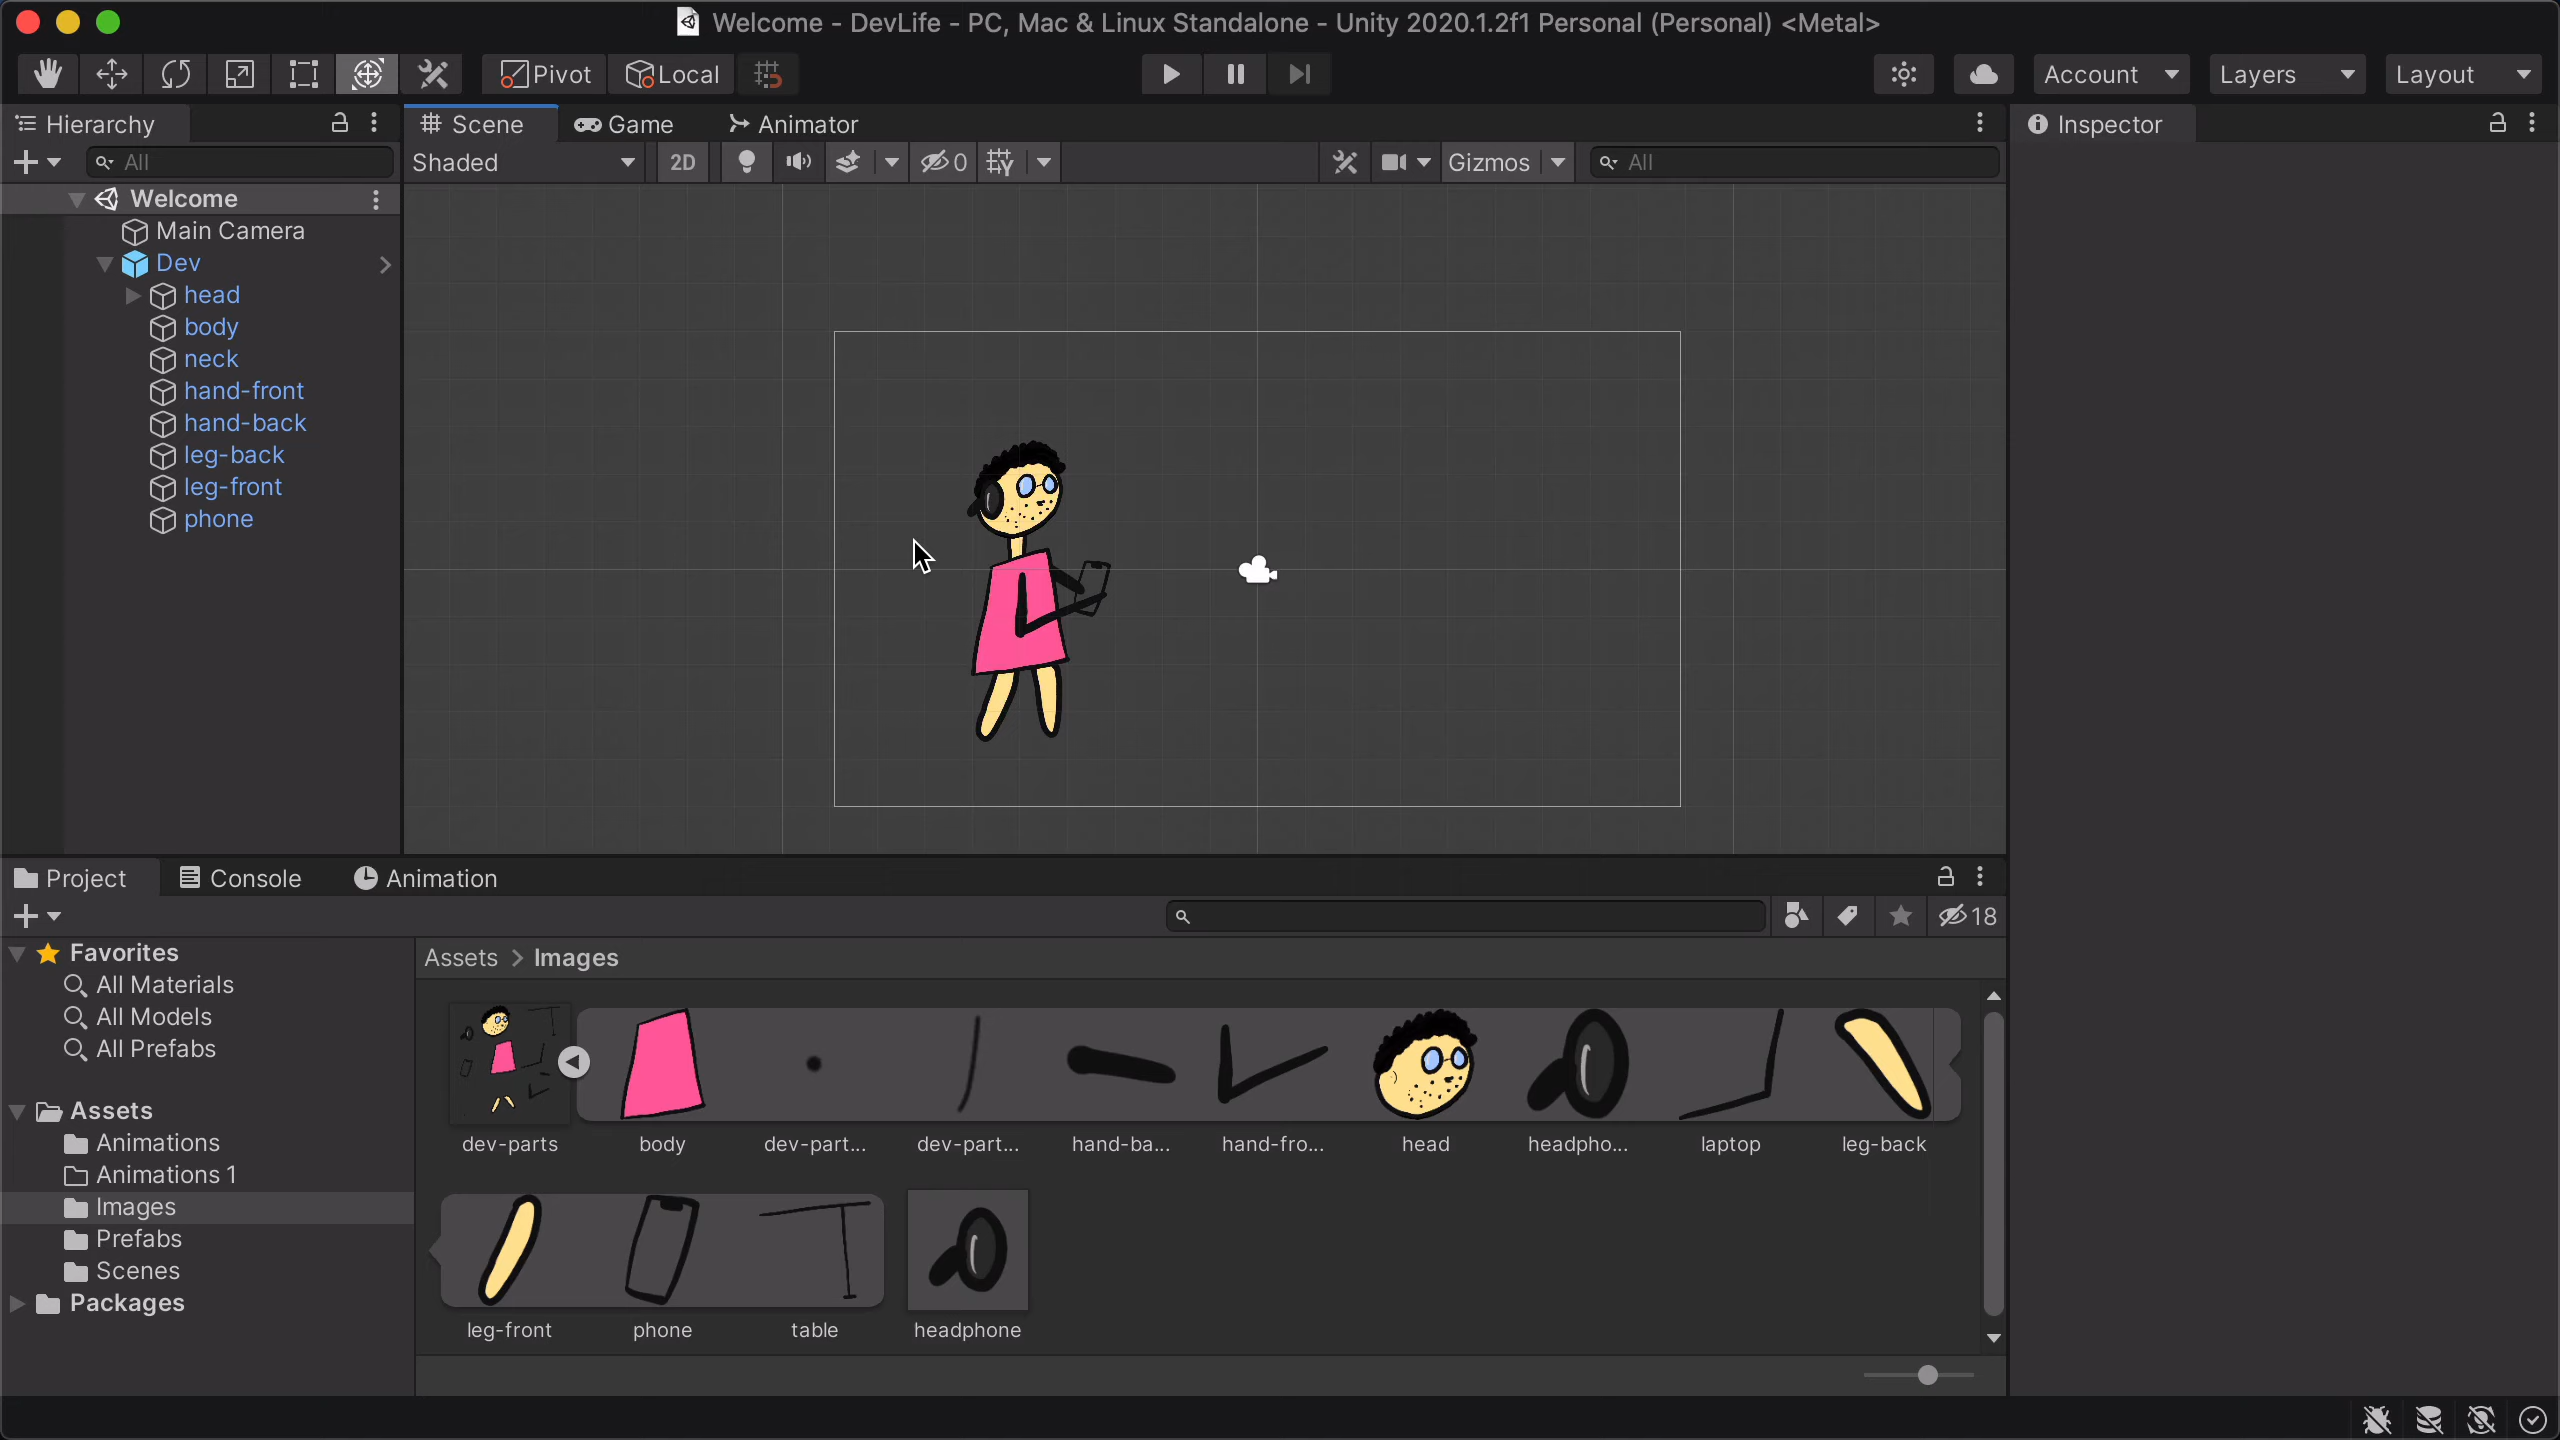 Welcome - DevLife - PC, Mac & Linux Standalone - Unity 2020.1.2f1 Personal (Personal) <Metal>
Pivot Local Account Layers Layout
Hierarchy
All
Welcome
Main Camera
Dev
head
body
neck
hand-front
hand-back
leg-back
leg-front
phone
Scene Game Animator
Shaded 2D 0 Gizmos All
Inspector
Project Console Animation
18
Favorites
All Materials
All Models
All Prefabs
Assets
Animations
Animations 1
Images
Prefabs
Scenes
Packages
Assets > Images
dev-parts body dev-part... dev-part... hand-ba... hand-fro... head headpho... laptop leg-back
leg-front phone table headphone